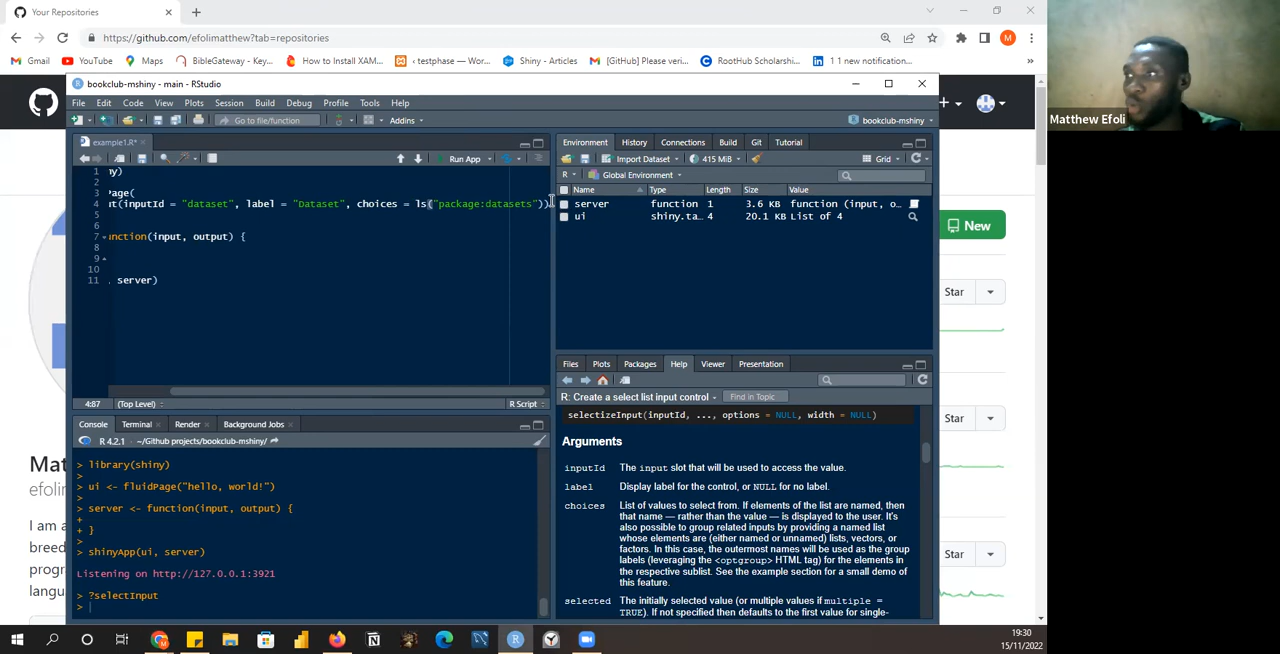 Your Repositories
https://github.com/efolimatthew?tab=repositories
M
Gmail YouTube Maps BibleGateway - Key... How to Install XAM... ‹ testphase — Wor... Shiny - Articles [GitHub] Please veri... RootHub Scholarshi... 1 1 new notification...
bookclub-mshiny - main - RStudio
File Edit Code View Plots Session Build Debug Profile Tools Help
Go to file/function Addins bookclub-mshiny
Matthew Efoli
example1.R*
Run App
1 ny)
2
3 Page(
4 ut(inputId = "dataset", label = "Dataset", choices = ls("package:datasets"))
5
6
7 unction(input, output) {
8
9
10
11 , server)
4:87 (Top Level) R Script
Environment History Connections Build Git Tutorial
Import Dataset 415 MiB Grid
R Global Environment
Name Type Length Size Value
server function 1 3.6 KB function (input, o...
ui shiny.ta... 4 20.1 KB List of 4
New
Star
Star
Star
Console Terminal Render Background Jobs
R 4.2.1 · ~/Github projects/bookclub-mshiny/
> library(shiny)
>
> ui <- fluidPage("hello, world!")
>
> server <- function(input, output) {
+
+ }
>
> shinyApp(ui, server)
Listening on http://127.0.0.1:3921
> ?selectInput
>
Files Plots Packages Help Viewer Presentation
R: Create a select list input control Find in Topic
selectizeInput(inputId, ..., options = NULL, width = NULL)
Arguments
inputId The input slot that will be used to access the value.
label Display label for the control, or NULL for no label.
choices List of values to select from. If elements of the list are named, then
that name — rather than the value — is displayed to the user. It's
also possible to group related inputs by providing a named list
whose elements are (either named or unnamed) lists, vectors, or
factors. In this case, the outermost names will be used as the group
labels (leveraging the <optgroup> HTML tag) for the elements in
the respective sublist. See the example section for a small demo of
this feature.
selected The initially selected value (or multiple values if multiple =
TRUE). If not specified then defaults to the first value for single-
Mat
efolin
I am a
breed
progr
langu
19:30
15/11/2022